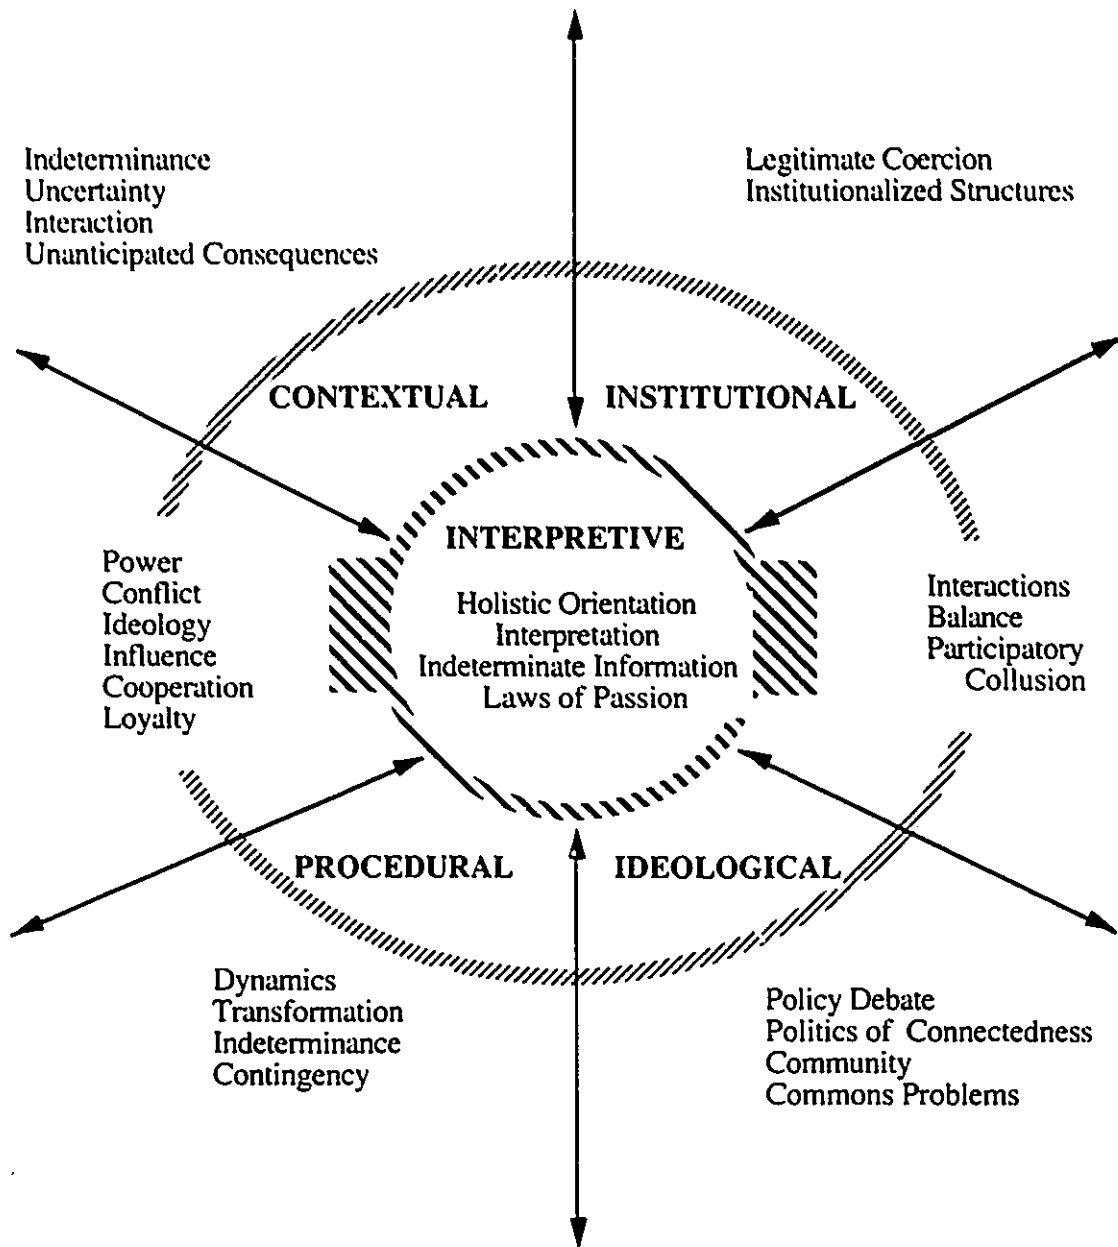 Indeterminance
Uncertainty
Interaction
Unanticipated Consequences
Legitimate Coercion
Institutionalized Structures
CONTEXTUAL
INSTITUTIONAL
INTERPRETIVE
Holistic Orientation
Interpretation
Indeterminate Information
Laws of Passion
Power
Conflict
Ideology
Influence
Cooperation
Loyalty
Interactions
Balance
Participatory
Collusion
PROCEDURAL
IDEOLOGICAL
Dynamics
Transformation
Indeterminance
Contingency
Policy Debate
Politics of Connectedness
Community
Commons Problems